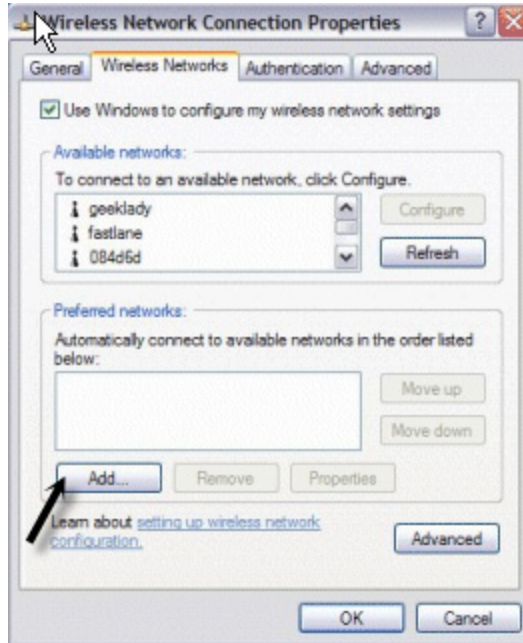 Wireless Network Connection Properties
General Wireless Networks Authentication Advanced
Use Windows to configure my wireless network settings
Available networks:
To connect to an available network, click Configure.
geeklady
fastlane
084d6d
Configure
Refresh
Preferred networks:
Automatically connect to available networks in the order listed
below:
Move up
Move down
Add... Remove Properties
Learn about setting up wireless network
configuration.
Advanced
OK Cancel